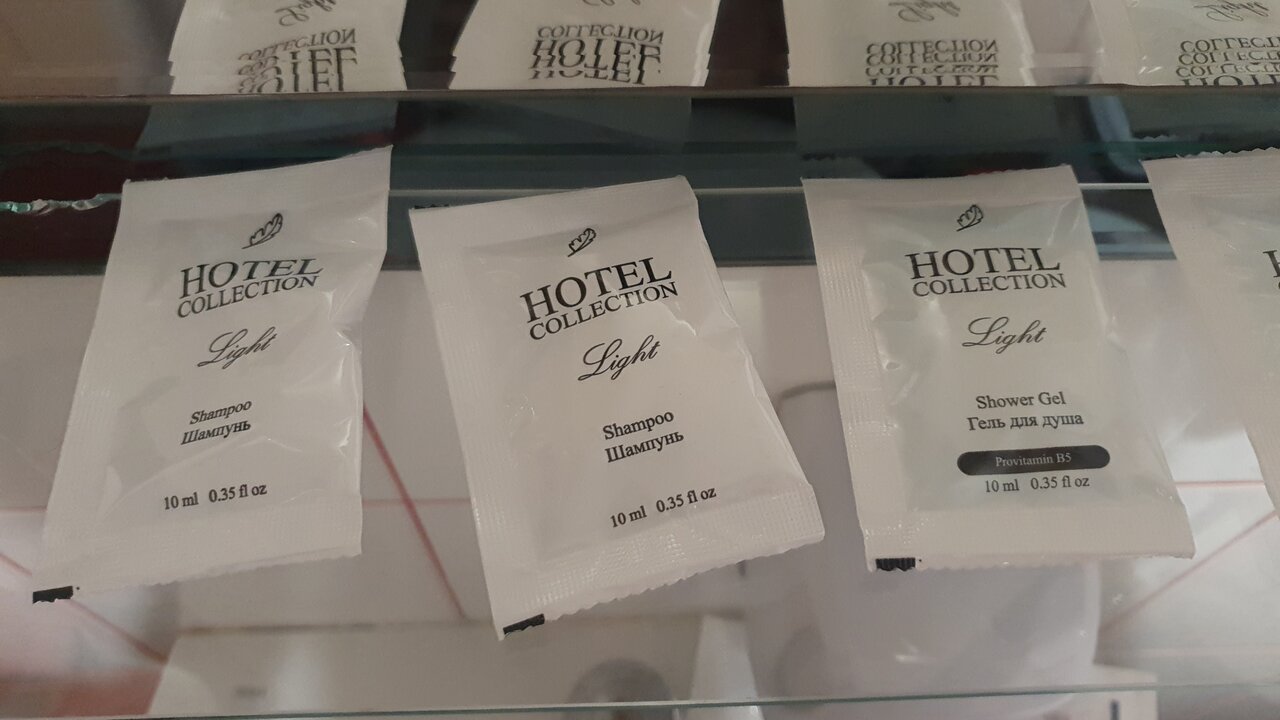 HOTEL
COLLECTION
Light
Shampoo
Шампунь
10 ml 0.35 fl oz
HOTEL
COLLECTION
Light
Shampoo
Шампунь
10 ml 0.35 fl oz
HOTEL
COLLECTION
Light
Shower Gel
Гель для душа
Provitamin B5
10 ml 0.35 fl oz